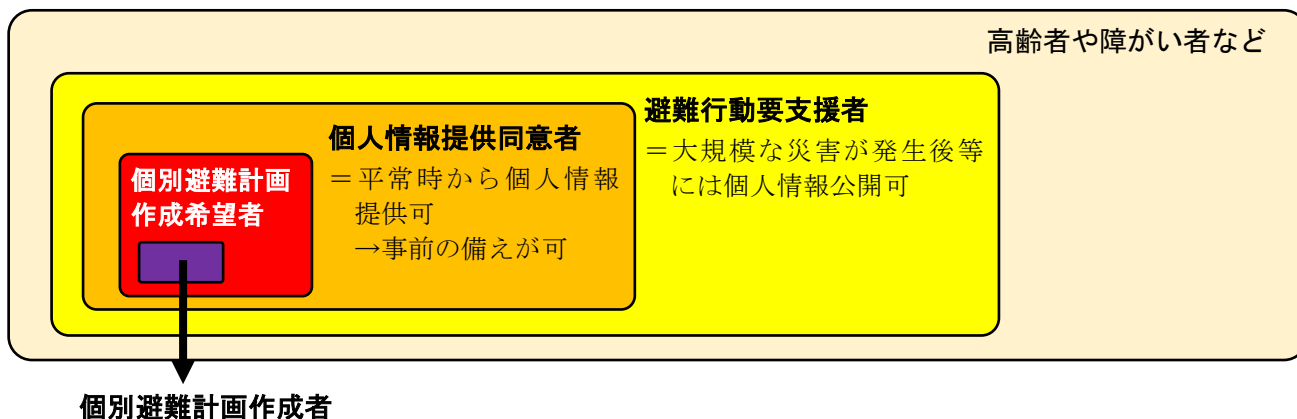 高齢者や障がい者など
避難行動要支援者
＝大規模な災害が発生後等
には個人情報公開可
個人情報提供同意者
＝平常時から個人情報
提供可
→事前の備えが可
個別避難計画
作成希望者
個別避難計画作成者